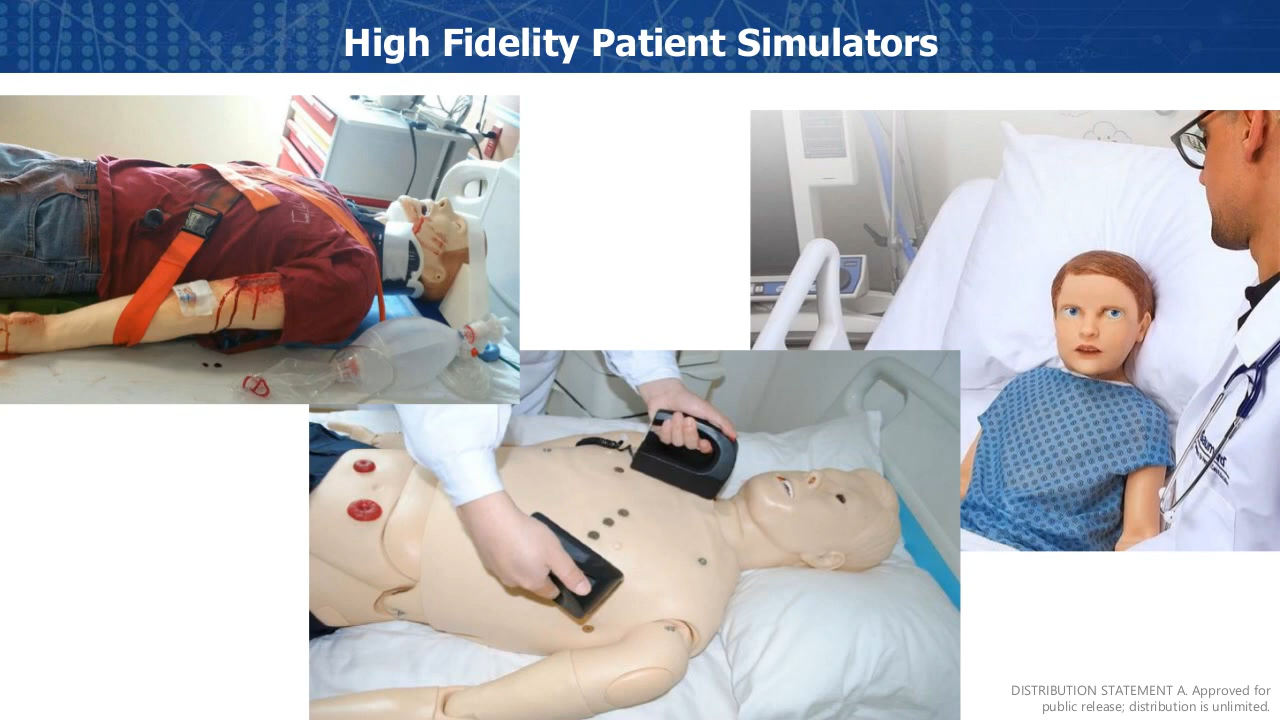 High Fidelity Patient Simulators
DISTRIBUTION STATEMENT A. Approved for
public release; distribution is unlimited.